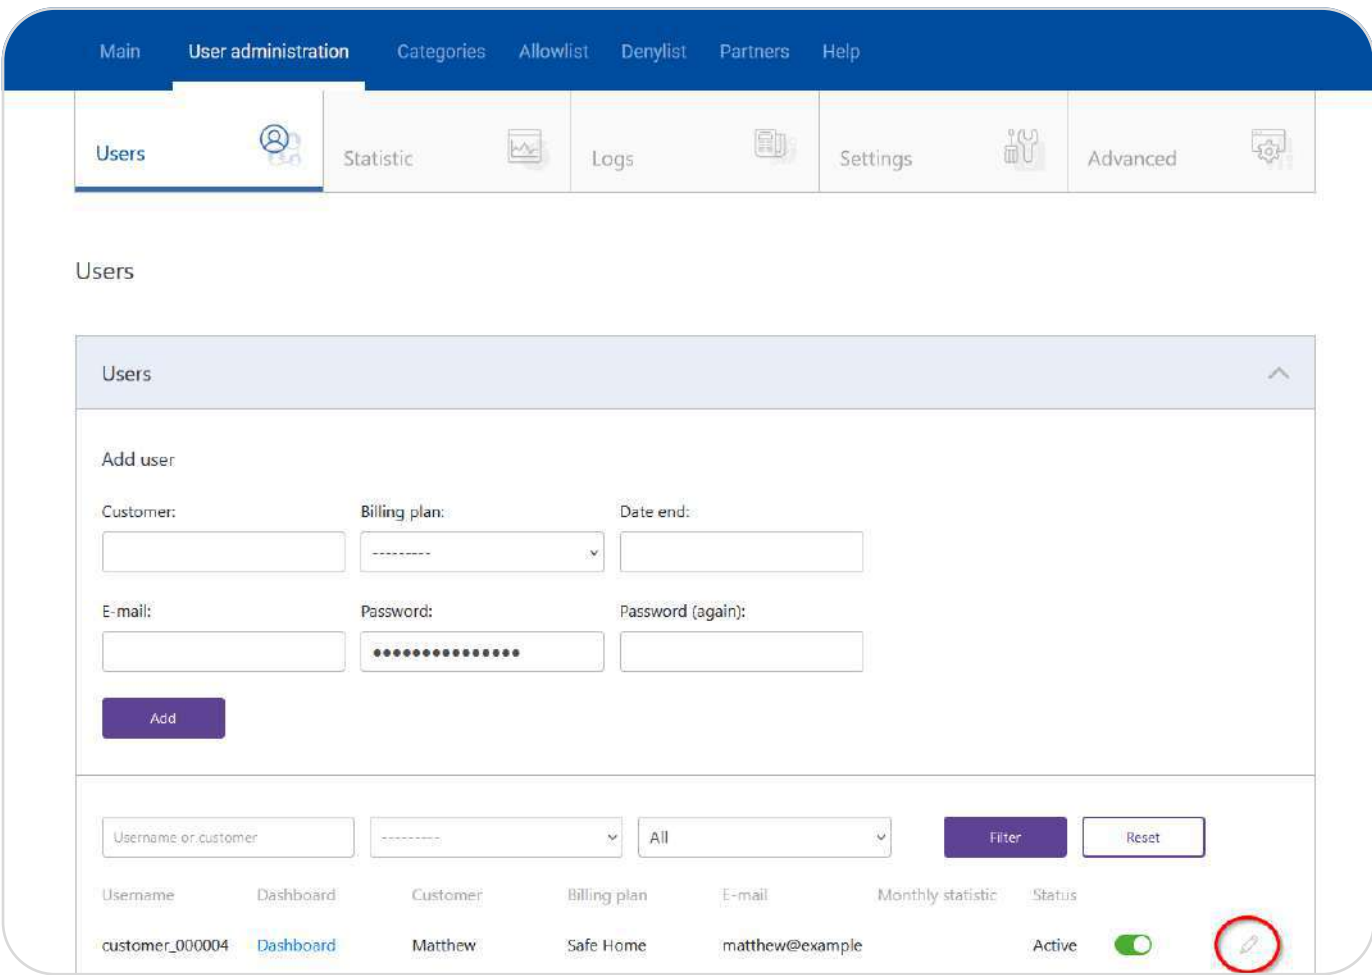 Main User administration Categories Allowlist Denylist Partners Help
Users Statistic Logs Settings Advanced
Users
Users
Add user
Customer: Billing plan: Date end:
---------
E-mail: Password: Password (again):
•••••••••••••••
Add
Username or customer --------- All Filter Reset
Username Dashboard Customer Billing plan E-mail Monthly statistic Status
customer_000004 Dashboard Matthew Safe Home matthew@example Active